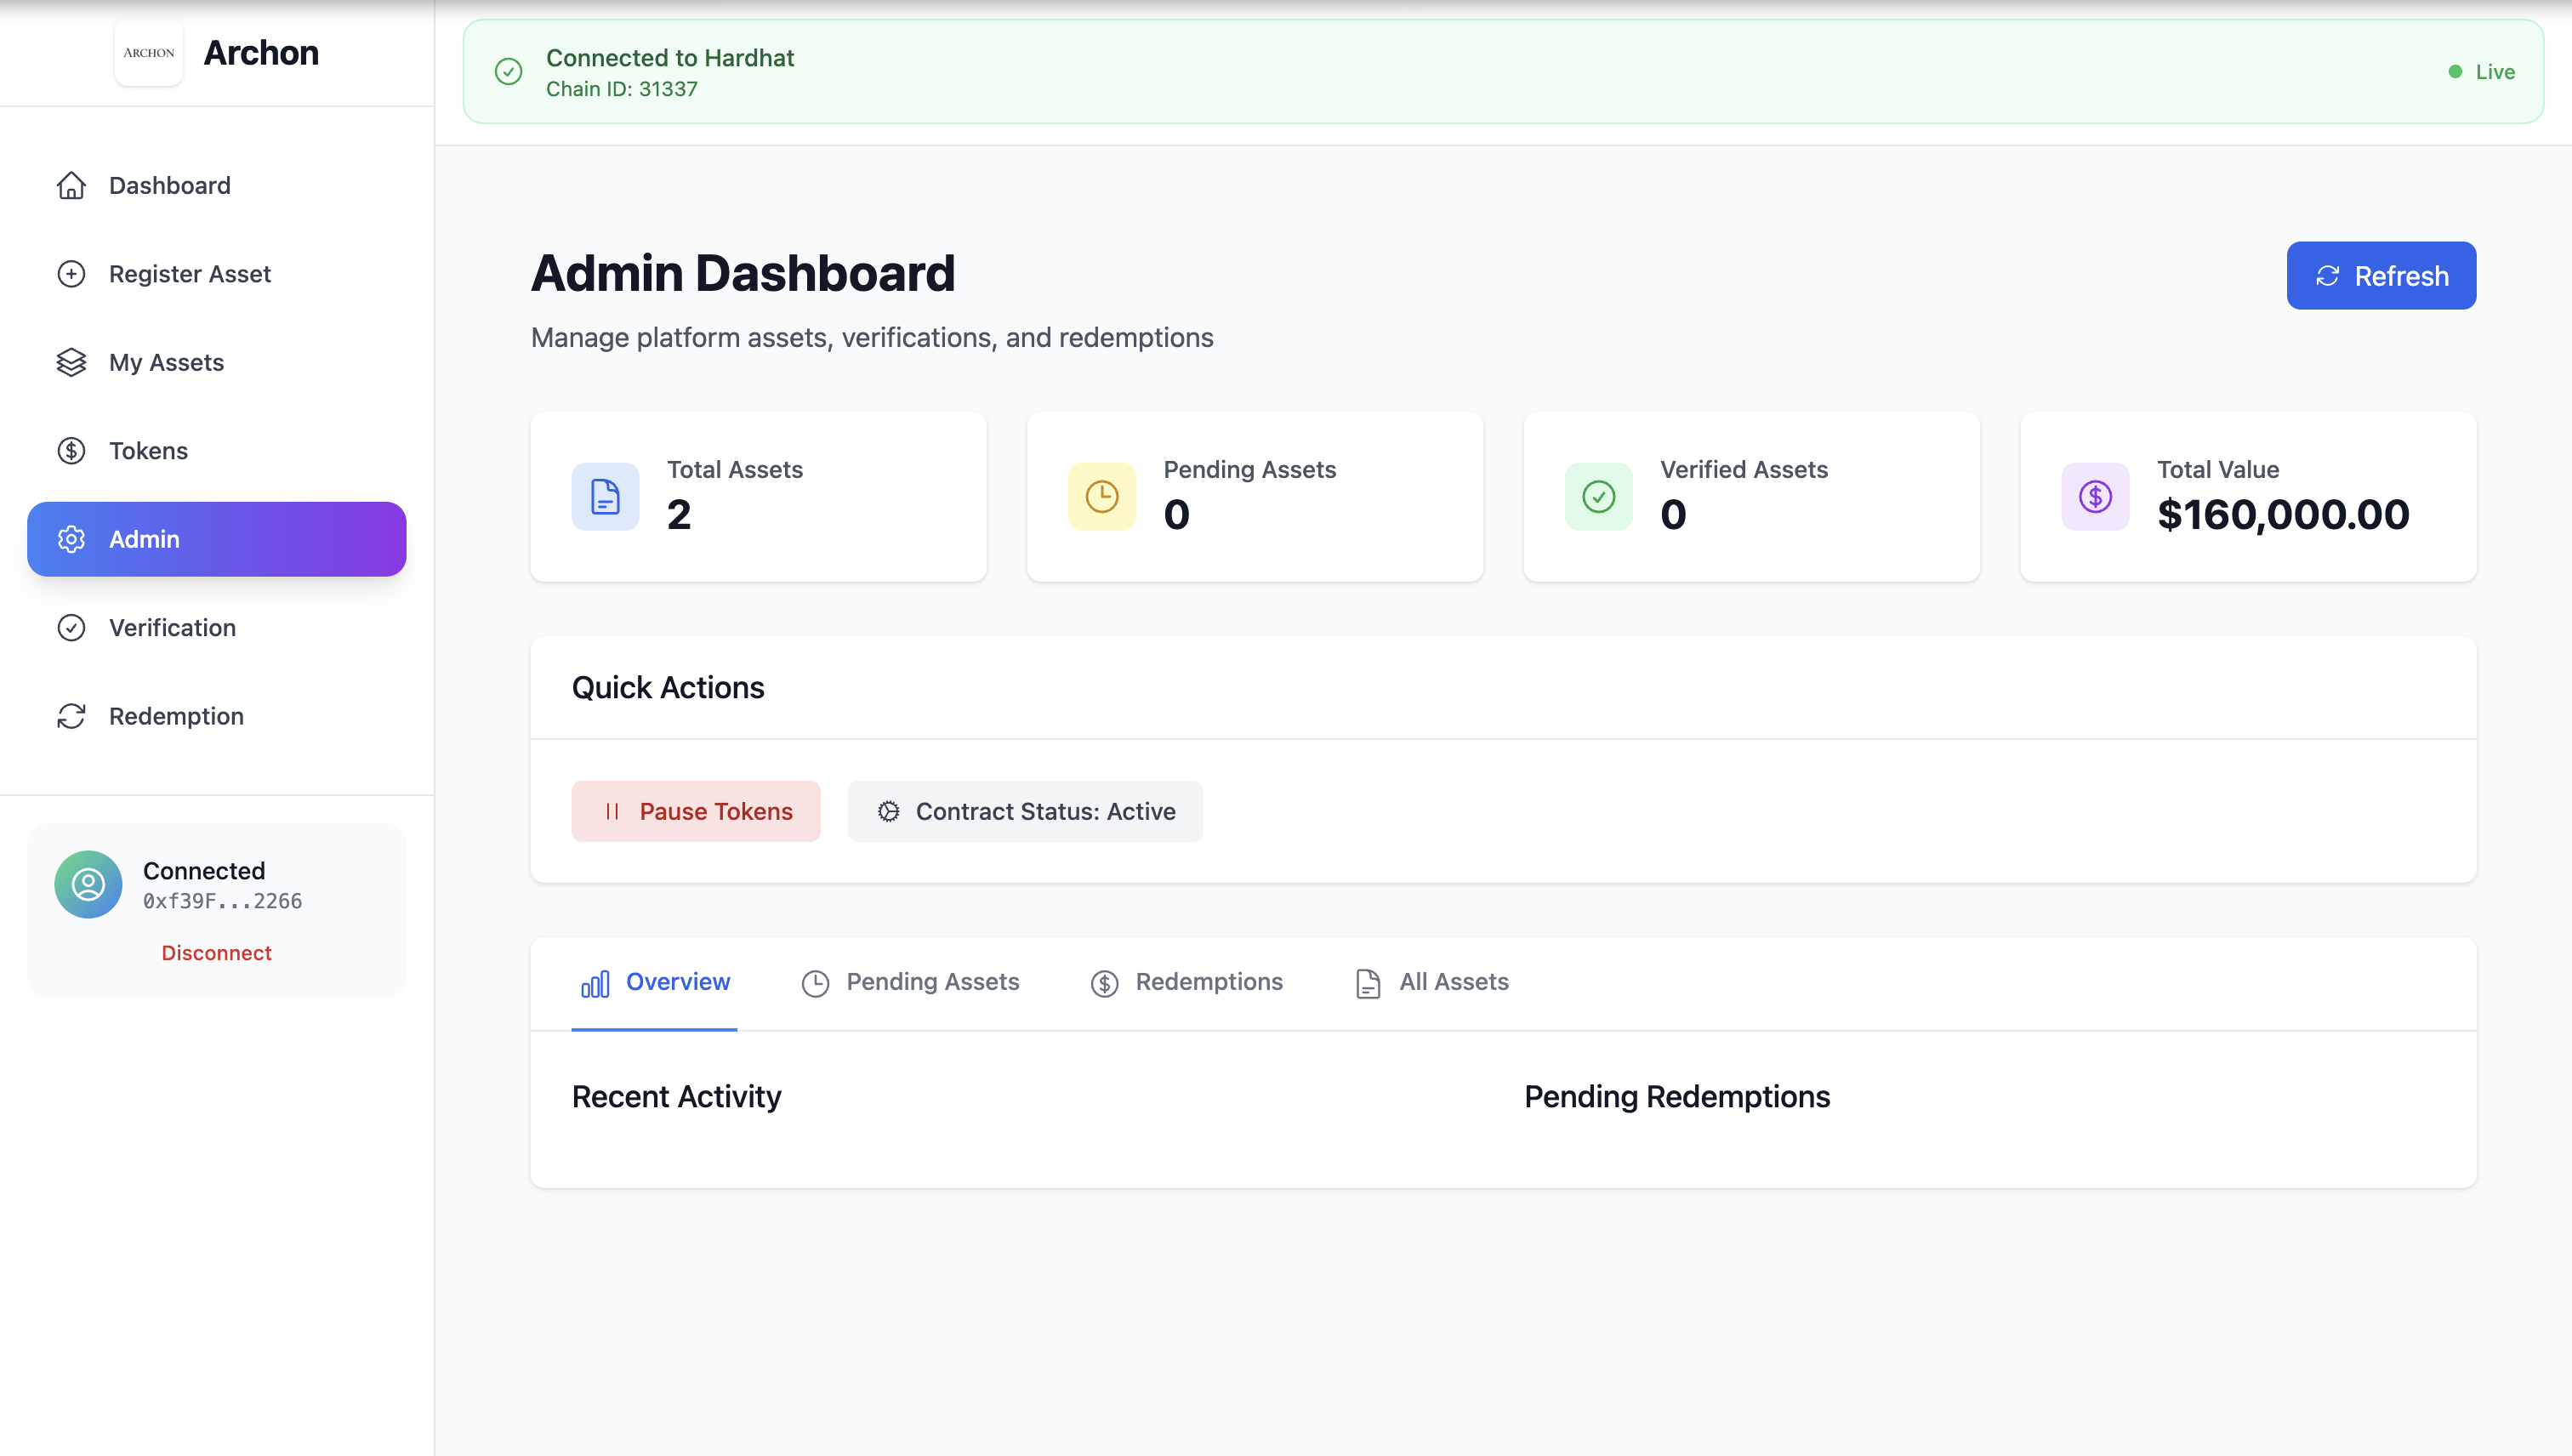 ARCHON
Archon
Dashboard
Register Asset
My Assets
Tokens
Admin
Verification
Redemption
Connected
0xf39F...2266
Disconnect
Connected to Hardhat
Chain ID: 31337
Live
Admin Dashboard
Manage platform assets, verifications, and redemptions
Refresh
Total Assets
2
Pending Assets
0
Verified Assets
0
Total Value
$160,000.00
Quick Actions
Pause Tokens
Contract Status: Active
Overview
Pending Assets
Redemptions
All Assets
Recent Activity
Pending Redemptions